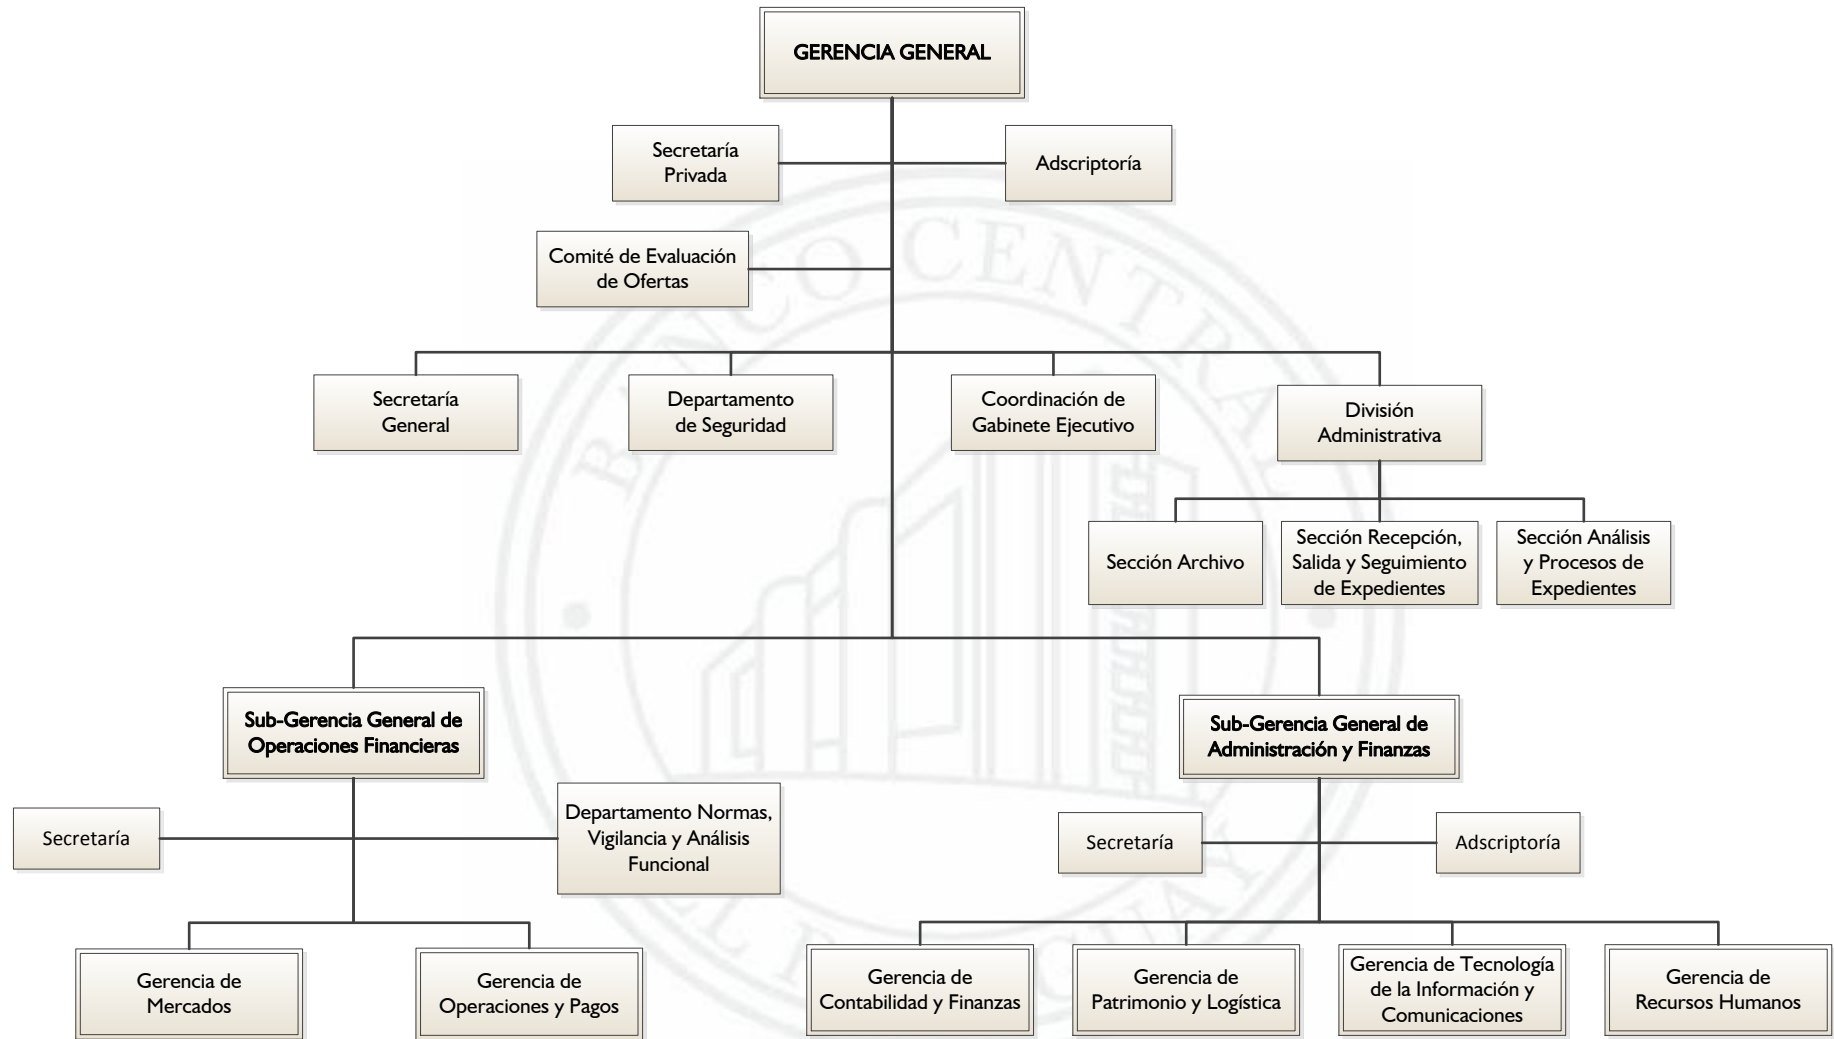 GERENCIA GENERAL
Secretaría
Privada
Adscriptoría
Comité de Evaluación
de Ofertas
Secretaría
General
Departamento
de Seguridad
Coordinación de
Gabinete Ejecutivo
División
Administrativa
Sección Archivo
Sección Recepción,
Salida y Seguimiento
de Expedientes
Sección Análisis
y Procesos de
Expedientes
Sub-Gerencia General de
Operaciones Financieras
Sub-Gerencia General de
Administración y Finanzas
Secretaría
Departamento Normas,
Vigilancia y Análisis
Funcional
Secretaría
Adscriptoría
Gerencia de
Mercados
Gerencia de
Operaciones y Pagos
Gerencia de
Contabilidad y Finanzas
Gerencia de
Patrimonio y Logística
Gerencia de Tecnología
de la Información y
Comunicaciones
Gerencia de
Recursos Humanos
BANCO CENTRAL